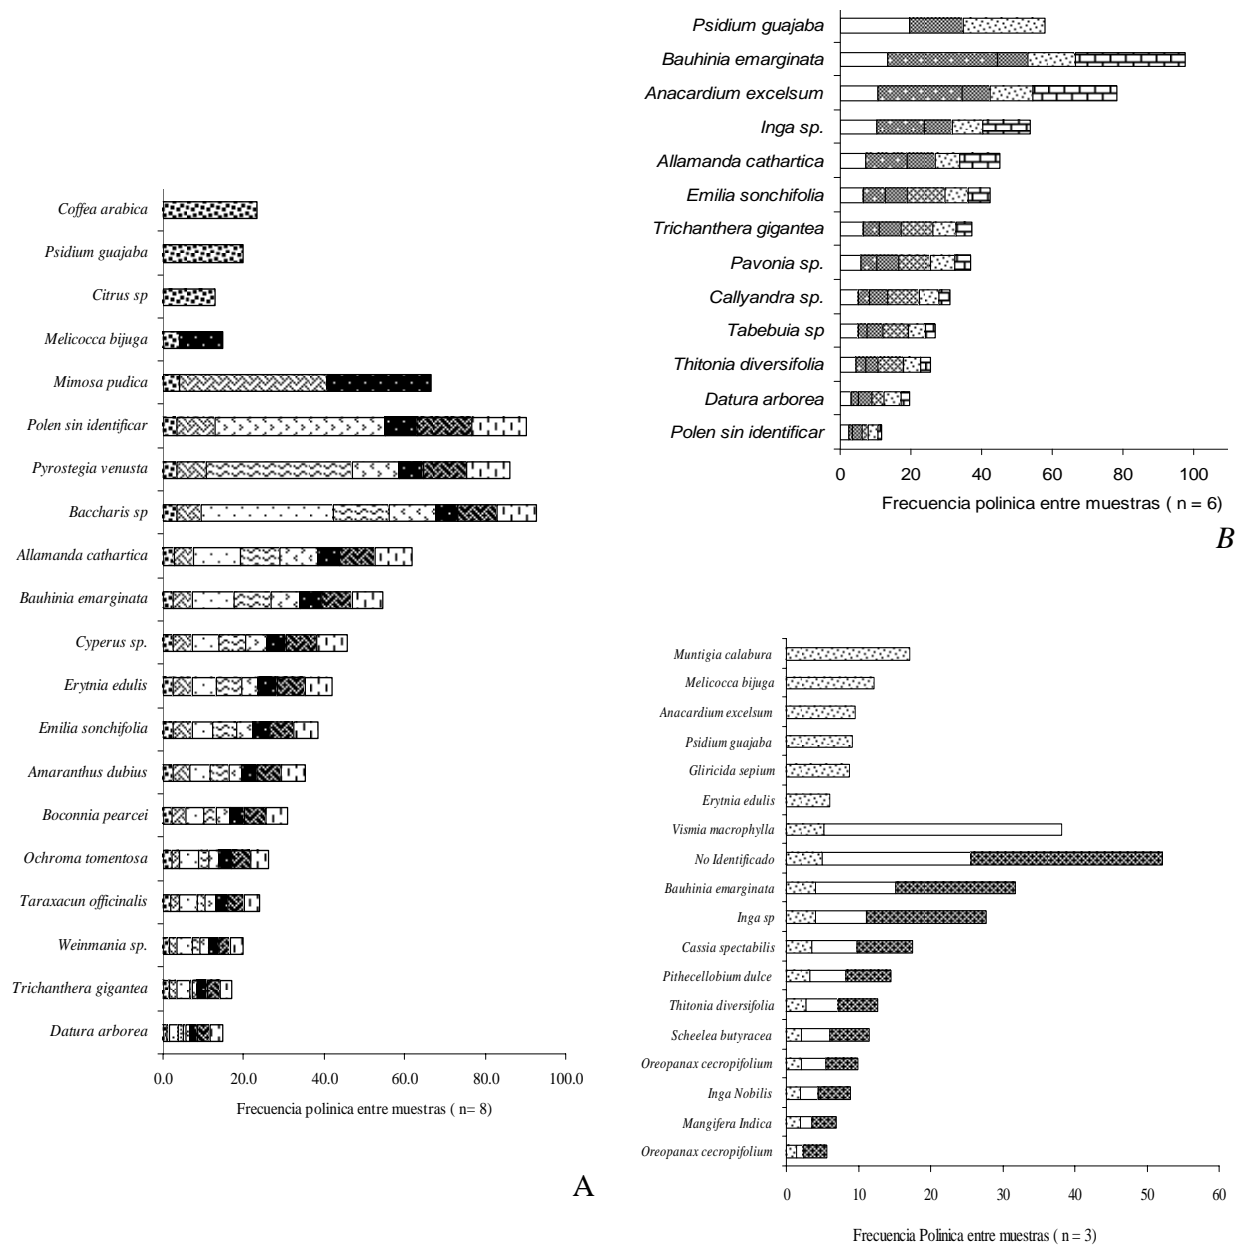 Coffea arabica
Psidium guajaba
Citrus sp
Melicocca bijuga
Mimosa pudica
Polen sin identificar
Pyrostegia venusta
Baccharis sp
Allamanda cathartica
Bauhinia emarginata
Cyperus sp.
Erytnia edulis
Emilia sonchifolia
Amaranthus dubius
Boconnia pearcei
Ochroma tomentosa
Taraxacun officinalis
Weinmania sp.
Trichanthera gigantea
Datura arborea
0.0 20.0 40.0 60.0 80.0 100.0
Frecuencia polinica entre muestras ( n= 8)
A
Psidium guajaba
Bauhinia emarginata
Anacardium excelsum
Inga sp.
Allamanda cathartica
Emilia sonchifolia
Trichanthera gigantea
Pavonia sp.
Callyandra sp.
Tabebuia sp
Thitonia diversifolia
Datura arborea
Polen sin identificar
0 20 40 60 80 100
Frecuencia polinica entre muestras ( n = 6)
B
Muntigia calabura
Melicocca bijuga
Anacardium excelsum
Psidium guajaba
Gliricida sepium
Erytnia edulis
Vismia macrophylla
No Identificado
Bauhinia emarginata
Inga sp
Cassia spectabilis
Pithecellobium dulce
Thitonia diversifolia
Scheelea butyracea
Oreopanax cecropifolium
Inga Nobilis
Mangifera Indica
Oreopanax cecropifolium
0 10 20 30 40 50 60
Frecuencia Polinica entre muestras ( n = 3)